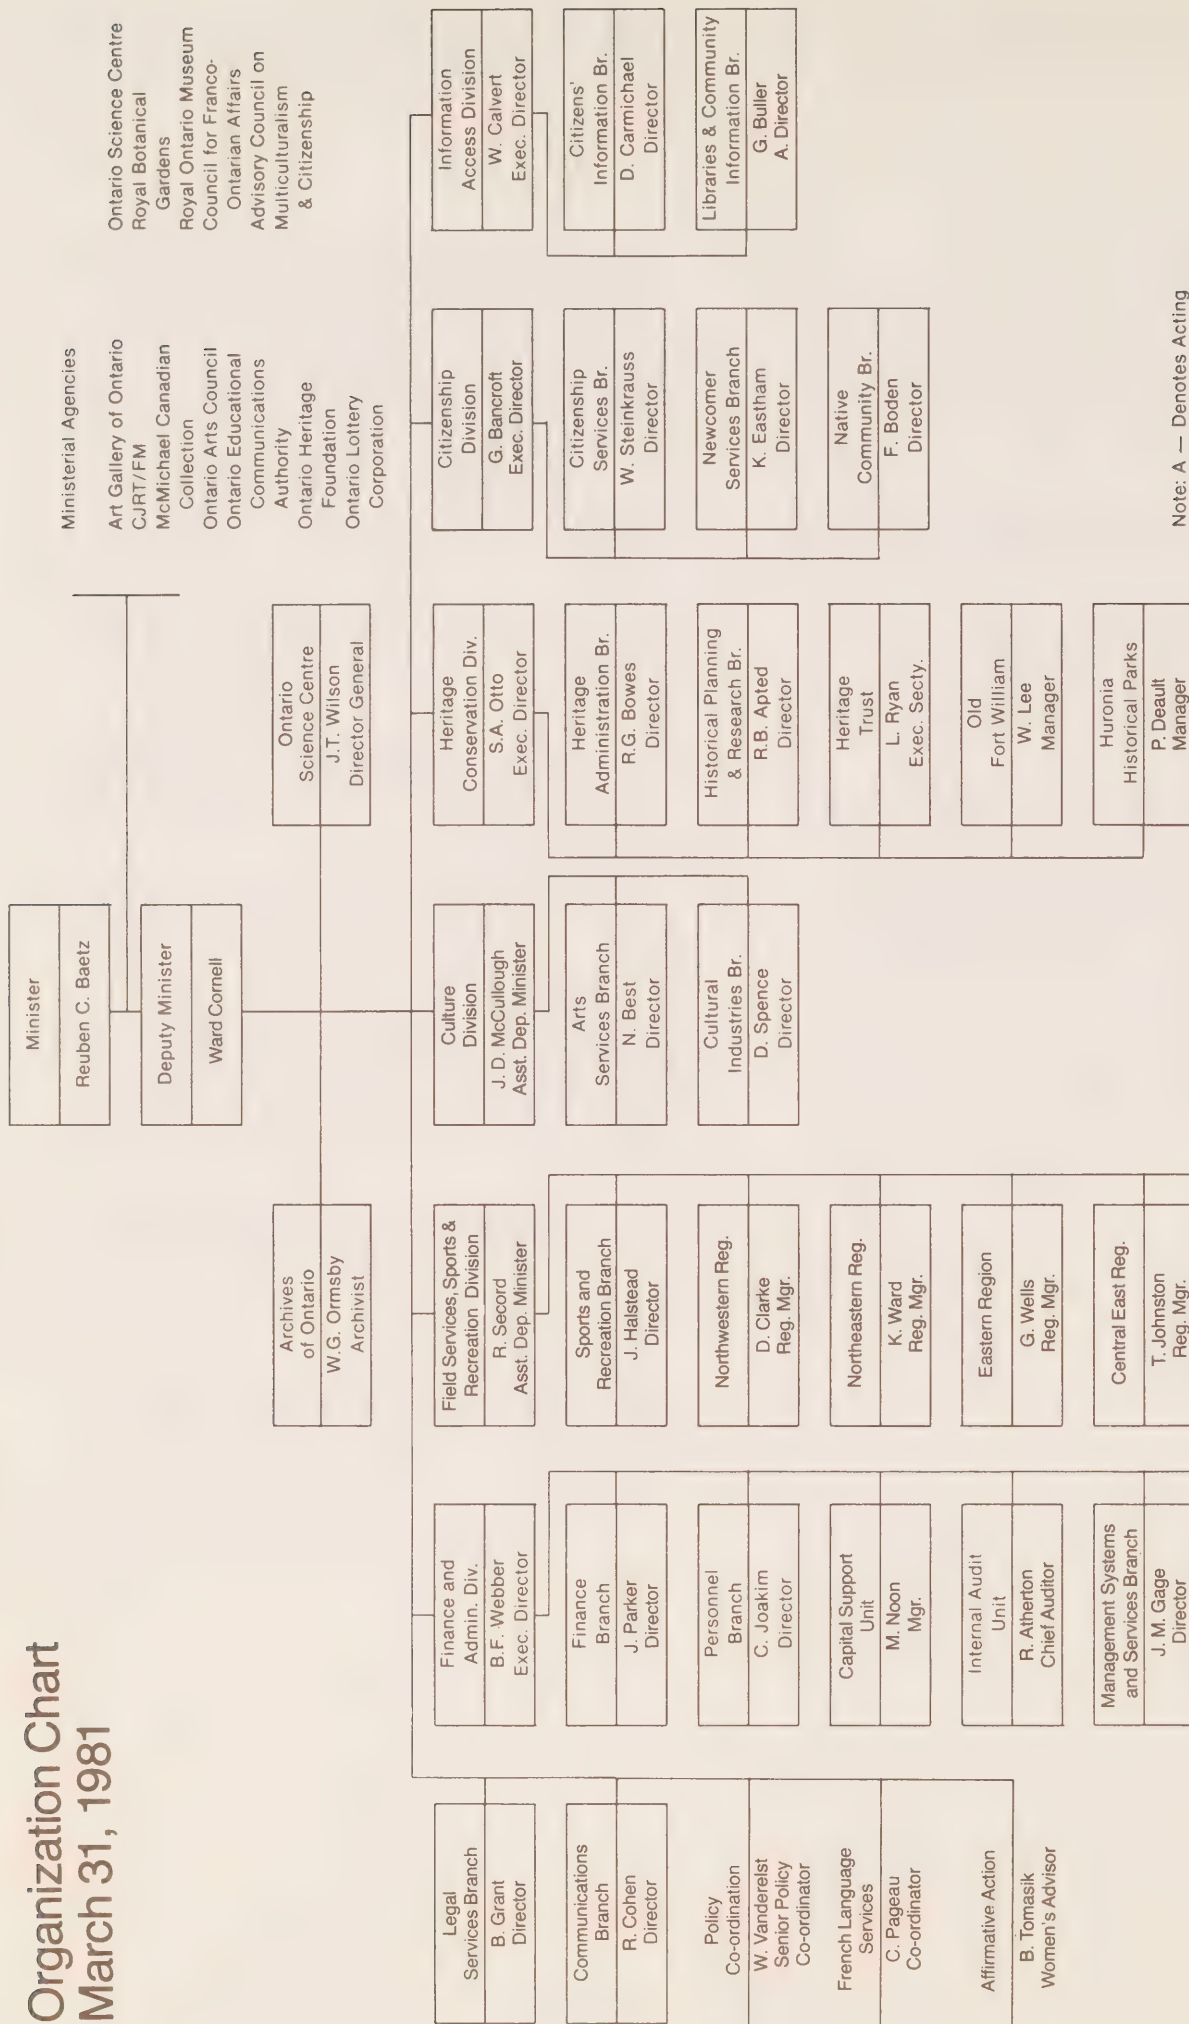 Organization Chart
March 31, 1981
Minister
Reuben C. Baetz
Deputy Minister
Ward Cornell
Ministerial Agencies
Art Gallery of Ontario
CJRT/FM
McMichael Canadian
Collection
Ontario Arts Council
Ontario Educational
Communications
Authority
Ontario Heritage
Foundation
Ontario Lottery
Corporation
Ontario Science Centre
Royal Botanical
Gardens
Royal Ontario Museum
Council for Franco-
Ontarian Affairs
Advisory Council on
Multiculturalism
& Citizenship
Archives
of Ontario
W.G. Ormsby
Archivist
Ontario
Science Centre
J.T. Wilson
Director General
Legal
Services Branch
B. Grant
Director
Communications
Branch
R. Cohen
Director
Policy
Co-ordination
W. Vanderelst
Senior Policy
Co-ordinator
French Language
Services
C. Pageau
Co-ordinator
Affirmative Action
B. Tomasik
Women's Advisor
Finance and
Admin. Div.
B.F. Webber
Exec. Director
Finance
Branch
J. Parker
Director
Personnel
Branch
C. Joakim
Director
Capital Support
Unit
M. Noon
Mgr.
Internal Audit
Unit
R. Atherton
Chief Auditor
Management Systems
and Services Branch
J. M. Gage
Director
Field Services, Sports &
Recreation Division
R. Secord
Asst. Dep. Minister
Sports and
Recreation Branch
J. Halstead
Director
Northwestern Reg.
D. Clarke
Reg. Mgr.
Northeastern Reg.
K. Ward
Reg. Mgr.
Eastern Region
G. Wells
Reg. Mgr.
Central East Reg.
T. Johnston
Reg. Mgr.
Culture
Division
J. D. McCullough
Asst. Dep. Minister
Arts
Services Branch
N. Best
Director
Cultural
Industries Br.
D. Spence
Director
Heritage
Conservation Div.
S.A. Otto
Exec. Director
Heritage
Administration Br.
R.G. Bowes
Director
Historical Planning
& Research Br.
R.B. Apted
Director
Heritage
Trust
L. Ryan
Exec. Secty.
Old
Fort William
W. Lee
Manager
Huronia
Historical Parks
P. Deault
Manager
Citizenship
Division
G. Bancroft
Exec. Director
Citizenship
Services Br.
W. Steinkrauss
Director
Newcomer
Services Branch
K. Eastham
Director
Native
Community Br.
F. Boden
Director
Information
Access Division
W. Calvert
Exec. Director
Citizens'
Information Br.
D. Carmichael
Director
Libraries & Community
Information Br.
G. Buller
A. Director
Note: A — Denotes Acting